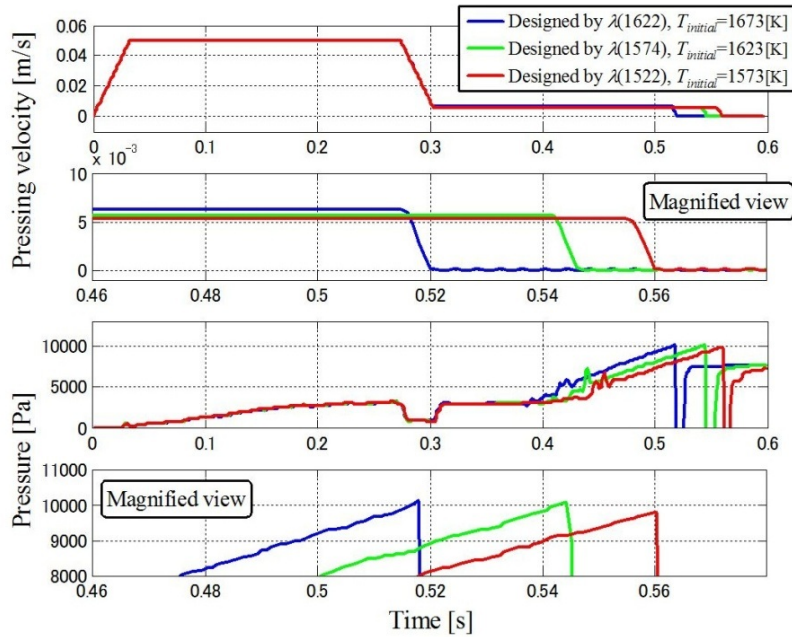 Designed by λ(1622), Tinitial=1673[K]
Designed by λ(1574), Tinitial=1623[K]
Designed by λ(1522), Tinitial=1573[K]
Pressing velocity [m/s]
0.06
0.04
0.02
0
0 0.1 0.2 0.3 0.4 0.5 0.6
x 10-3
Magnified view
10
5
0
0.46 0.48 0.5 0.52 0.54 0.56
Pressure [Pa]
10000
5000
0
0 0.1 0.2 0.3 0.4 0.5 0.6
11000
Magnified view
10000
9000
8000
0.46 0.48 0.5 0.52 0.54 0.56
Time [s]